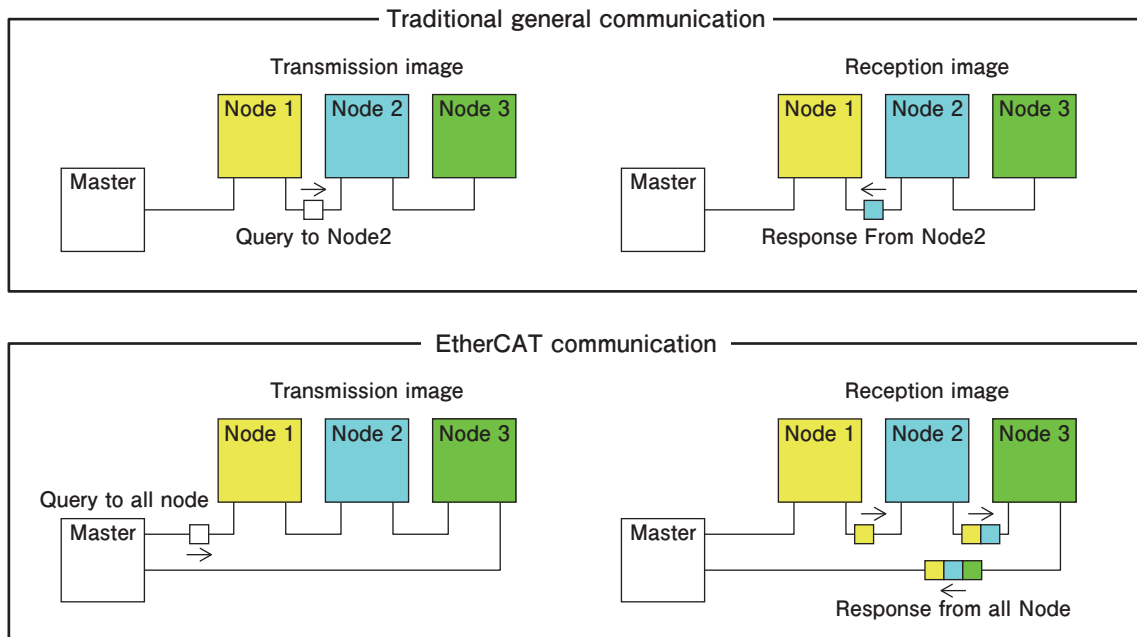 Traditional general communication
Transmission image
Node 1
Node 2
Node 3
Master
Query to Node2
Reception image
Node 1
Node 2
Node 3
Master
Response From Node2
EtherCAT communication
Transmission image
Node 1
Node 2
Node 3
Query to all node
Master
Reception image
Node 1
Node 2
Node 3
Master
Response from all Node